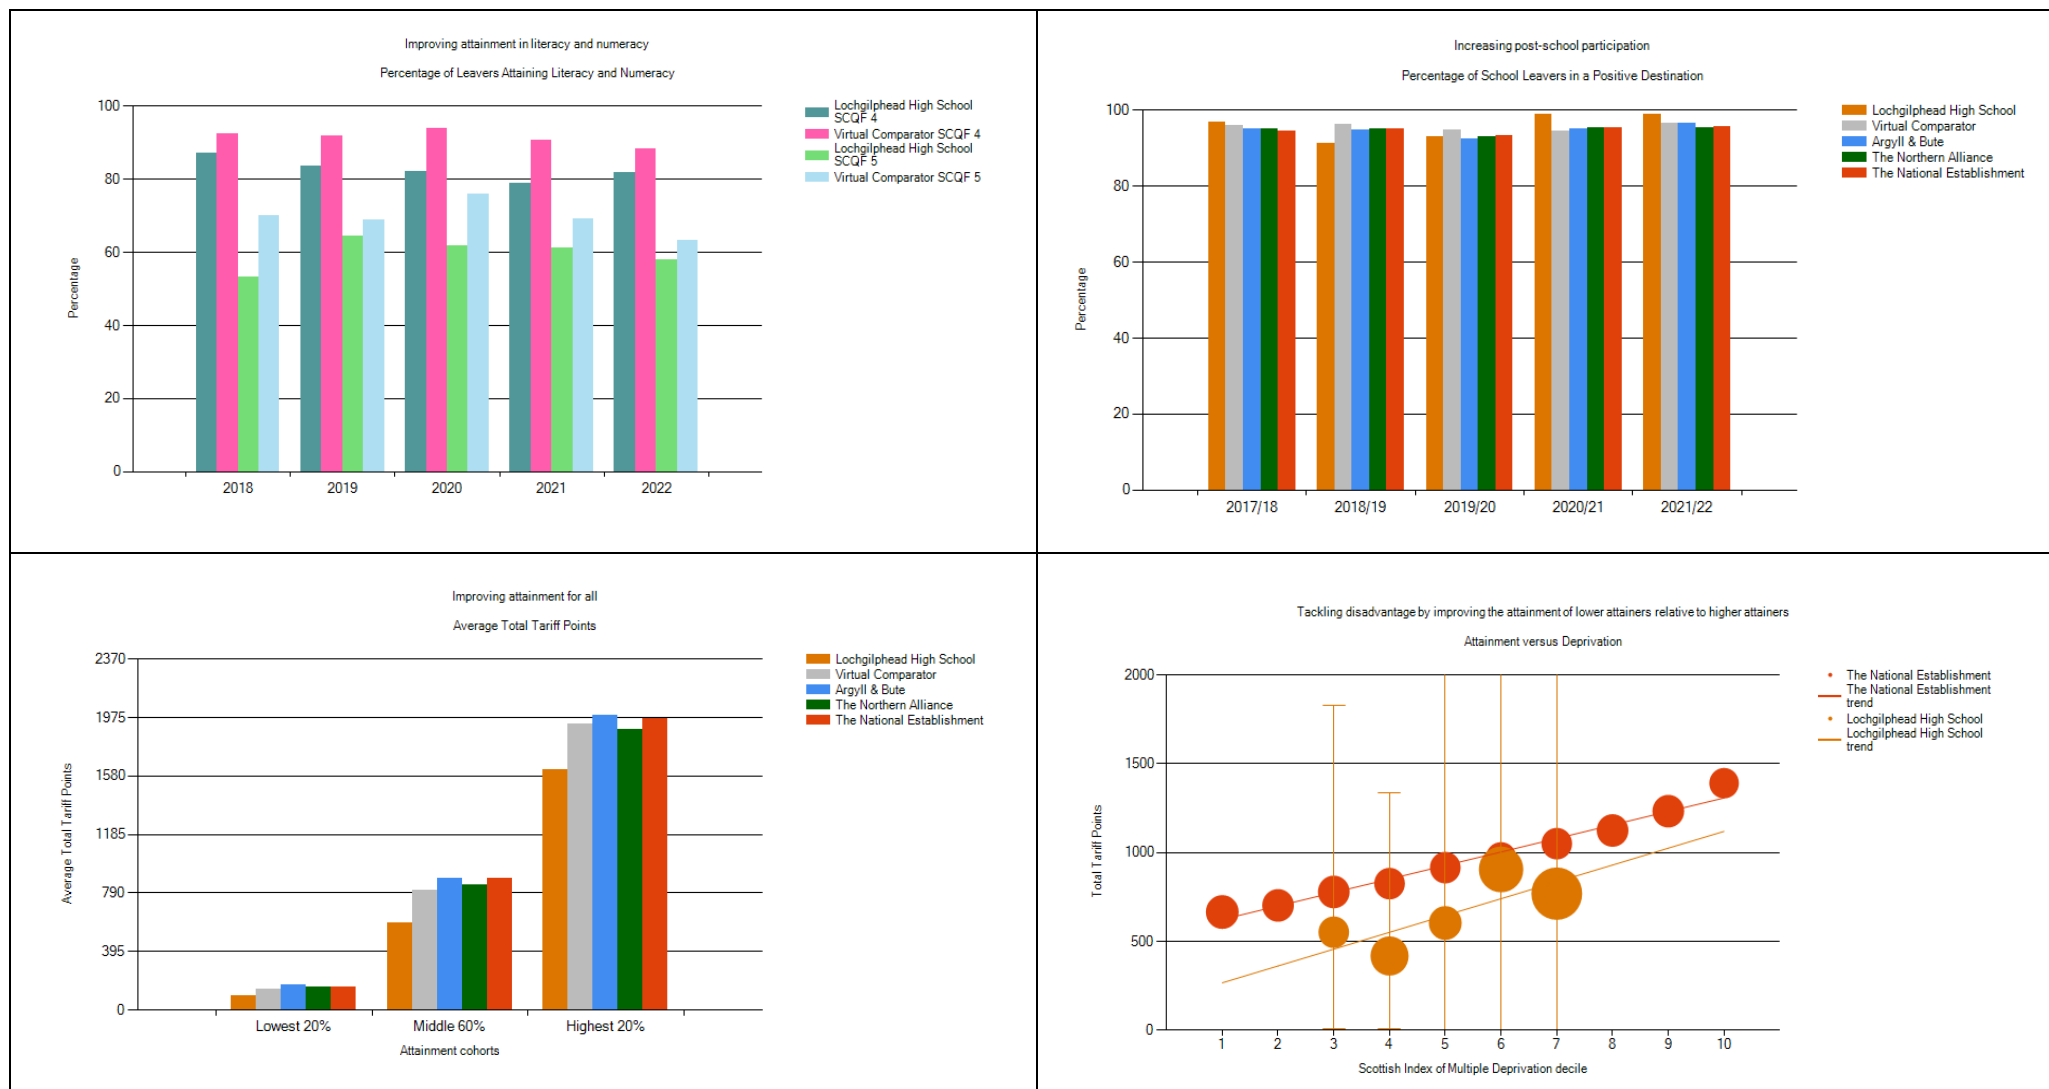 Improving attainment in literacy and numeracy
Percentage of Leavers Attaining Literacy and Numeracy
Percentage
100
80
60
40
20
0
2018
2019
2020
2021
2022
Lochgilphead High School
SCQF 4
Virtual Comparator SCQF 4
Lochgilphead High School
SCQF 5
Virtual Comparator SCQF 5
Increasing post-school participation
Percentage of School Leavers in a Positive Destination
Percentage
100
80
60
40
20
0
2017/18
2018/19
2019/20
2020/21
2021/22
Lochgilphead High School
Virtual Comparator
Argyll & Bute
The Northern Alliance
The National Establishment
Improving attainment for all
Average Total Tariff Points
Average Total Tariff Points
2370
1975
1580
1185
790
395
0
Lowest 20%
Middle 60%
Highest 20%
Attainment cohorts
Lochgilphead High School
Virtual Comparator
Argyll & Bute
The Northern Alliance
The National Establishment
Tackling disadvantage by improving the attainment of lower attainers relative to higher attainers
Attainment versus Deprivation
Total Tariff Points
2000
1500
1000
500
0
1
2
3
4
5
6
7
8
9
10
Scottish Index of Multiple Deprivation decile
The National Establishment
The National Establishment
trend
Lochgilphead High School
Lochgilphead High School
trend